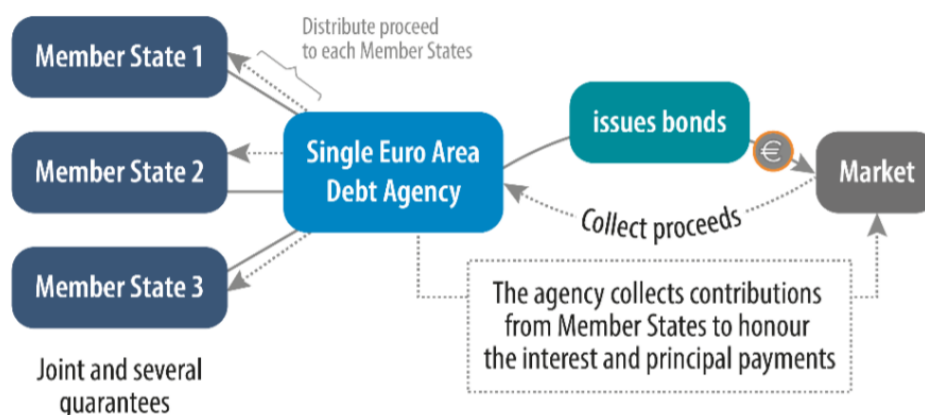 Member State 1
Distribute proceed
to each Member States
Member State 2
Single Euro Area
Debt Agency
issues bonds
€
Market
Collect proceeds
Member State 3
The agency collects contributions
from Member States to honour
the interest and principal payments
Joint and several
guarantees